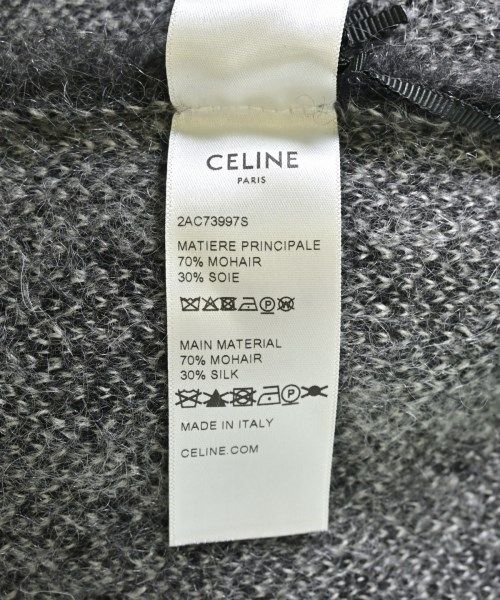 CELINE
PARIS
2AC73997S
MATIERE PRINCIPALE
70% MOHAIR
30% SOIE
MAIN MATERIAL
70% MOHAIR
30% SILK
MADE IN ITALY
CELINE.COM